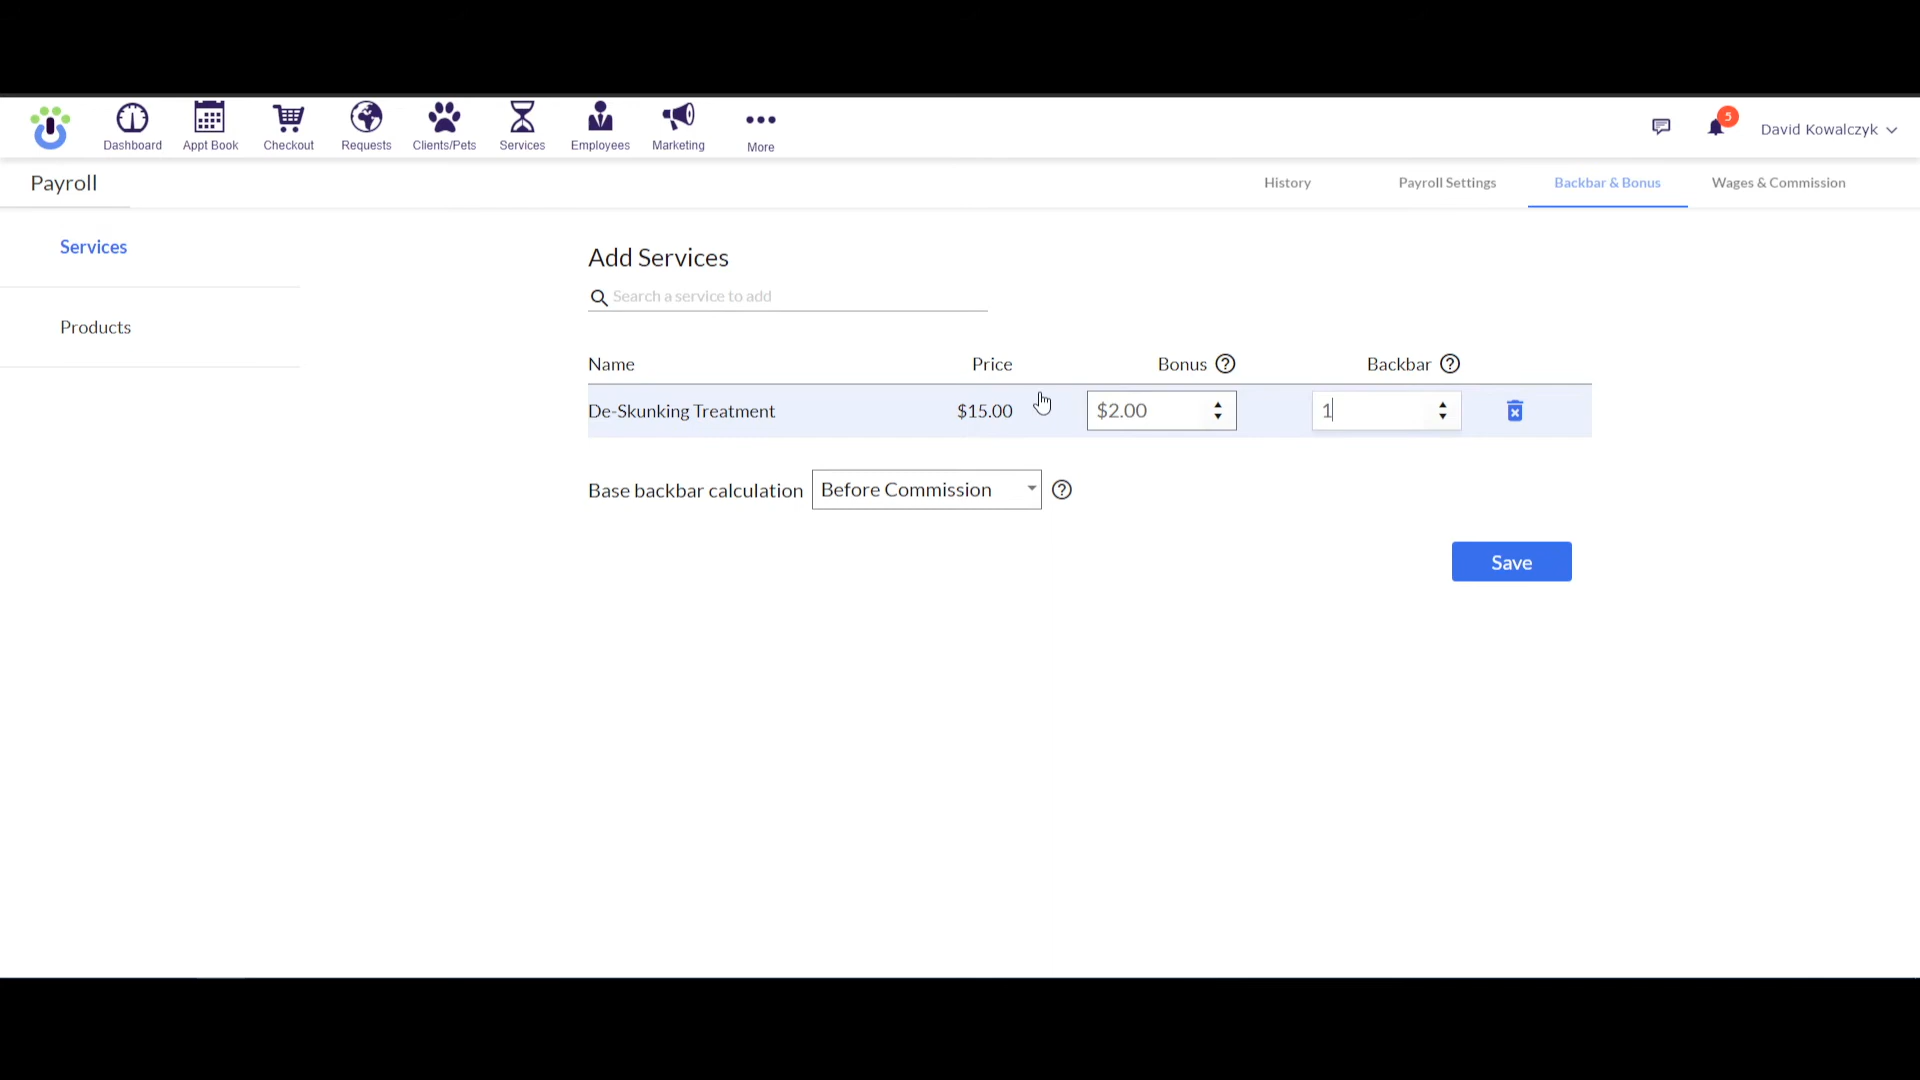 Dashboard
Appt Book
Checkout
Requests
Clients/Pets
Services
Employees
Marketing
More
5
David Kowalczyk
Payroll
History
Payroll Settings
Backbar & Bonus
Wages & Commission
Services
Products
Add Services
Search a service to add
Name Price Bonus ? Backbar ?
De-Skunking Treatment $15.00 $2.00 1
Base backbar calculation Before Commission ?
Save